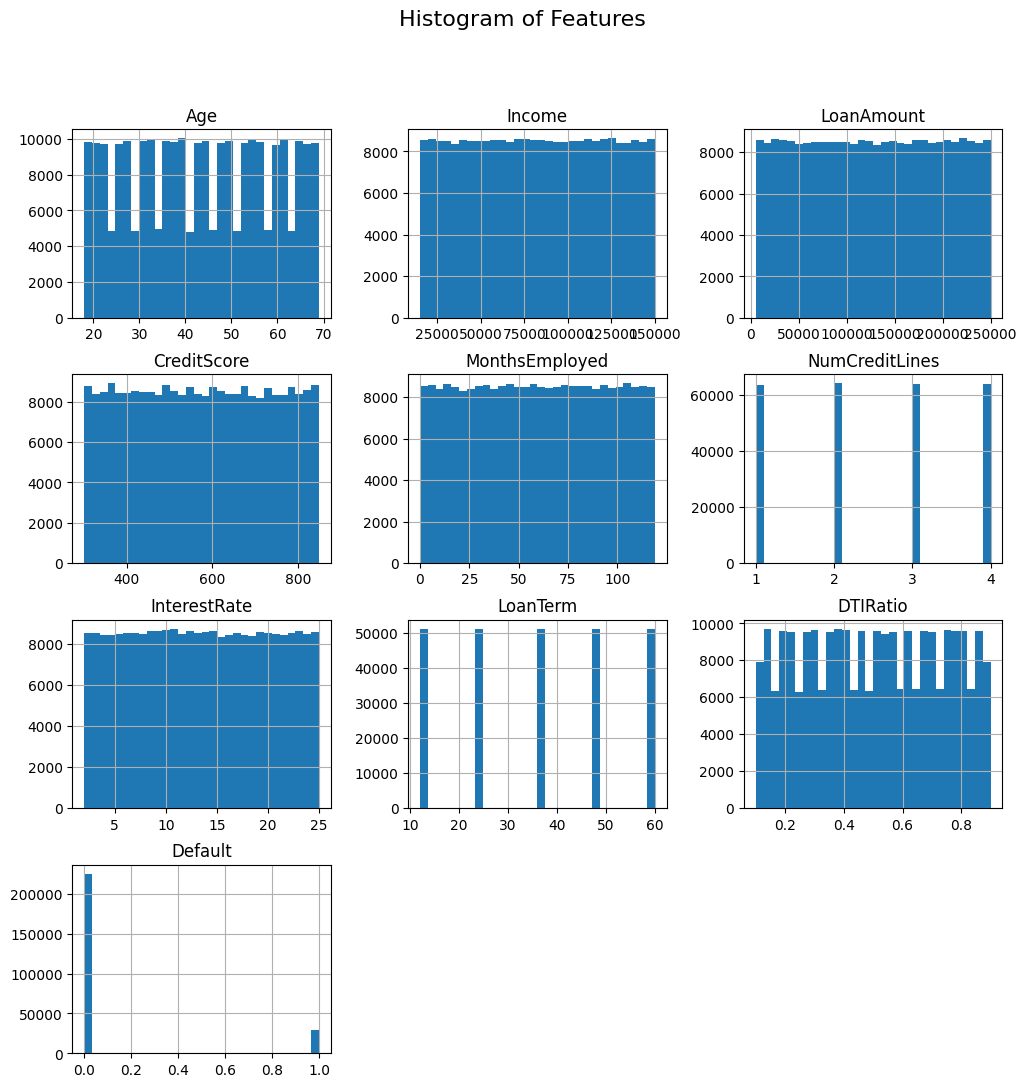 Histogram of Features
Age
Income
LoanAmount
10000
8000
6000
4000
2000
0
20 30 40 50 60 70
8000
6000
4000
2000
0
25000 50000 75000 100000 125000 150000
8000
6000
4000
2000
0
0 50000 100000 150000 200000 250000
CreditScore
MonthsEmployed
NumCreditLines
8000
6000
4000
2000
0
400 600 800
8000
6000
4000
2000
0
0 25 50 75 100
60000
40000
20000
0
1 2 3 4
InterestRate
LoanTerm
DTIRatio
8000
6000
4000
2000
0
5 10 15 20 25
50000
40000
30000
20000
10000
0
10 20 30 40 50 60
10000
8000
6000
4000
2000
0
0.2 0.4 0.6 0.8
Default
200000
150000
100000
50000
0
0.0 0.2 0.4 0.6 0.8 1.0